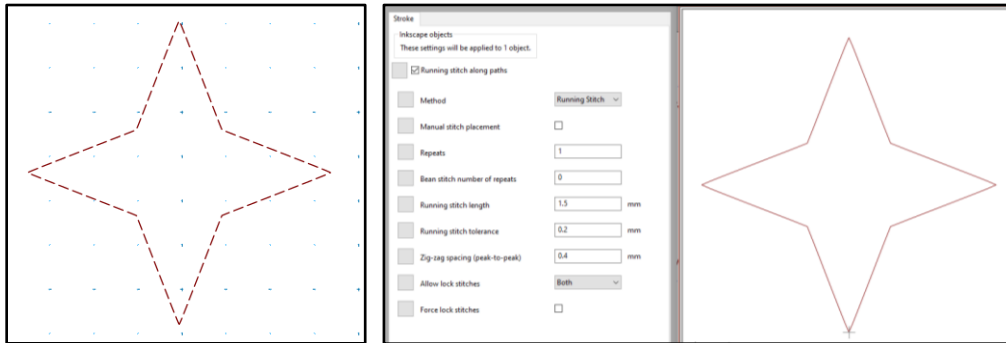 Stroke
Inkscape objects
These settings will be applied to 1 object.
Running stitch along paths
Method Running Stitch
Manual stitch placement
Repeats 1
Bean stitch number of repeats 0
Running stitch length 1.5 mm
Running stitch tolerance 0.2 mm
Zig-zag spacing (peak-to-peak) 0.4 mm
Allow lock stitches Both
Force lock stitches